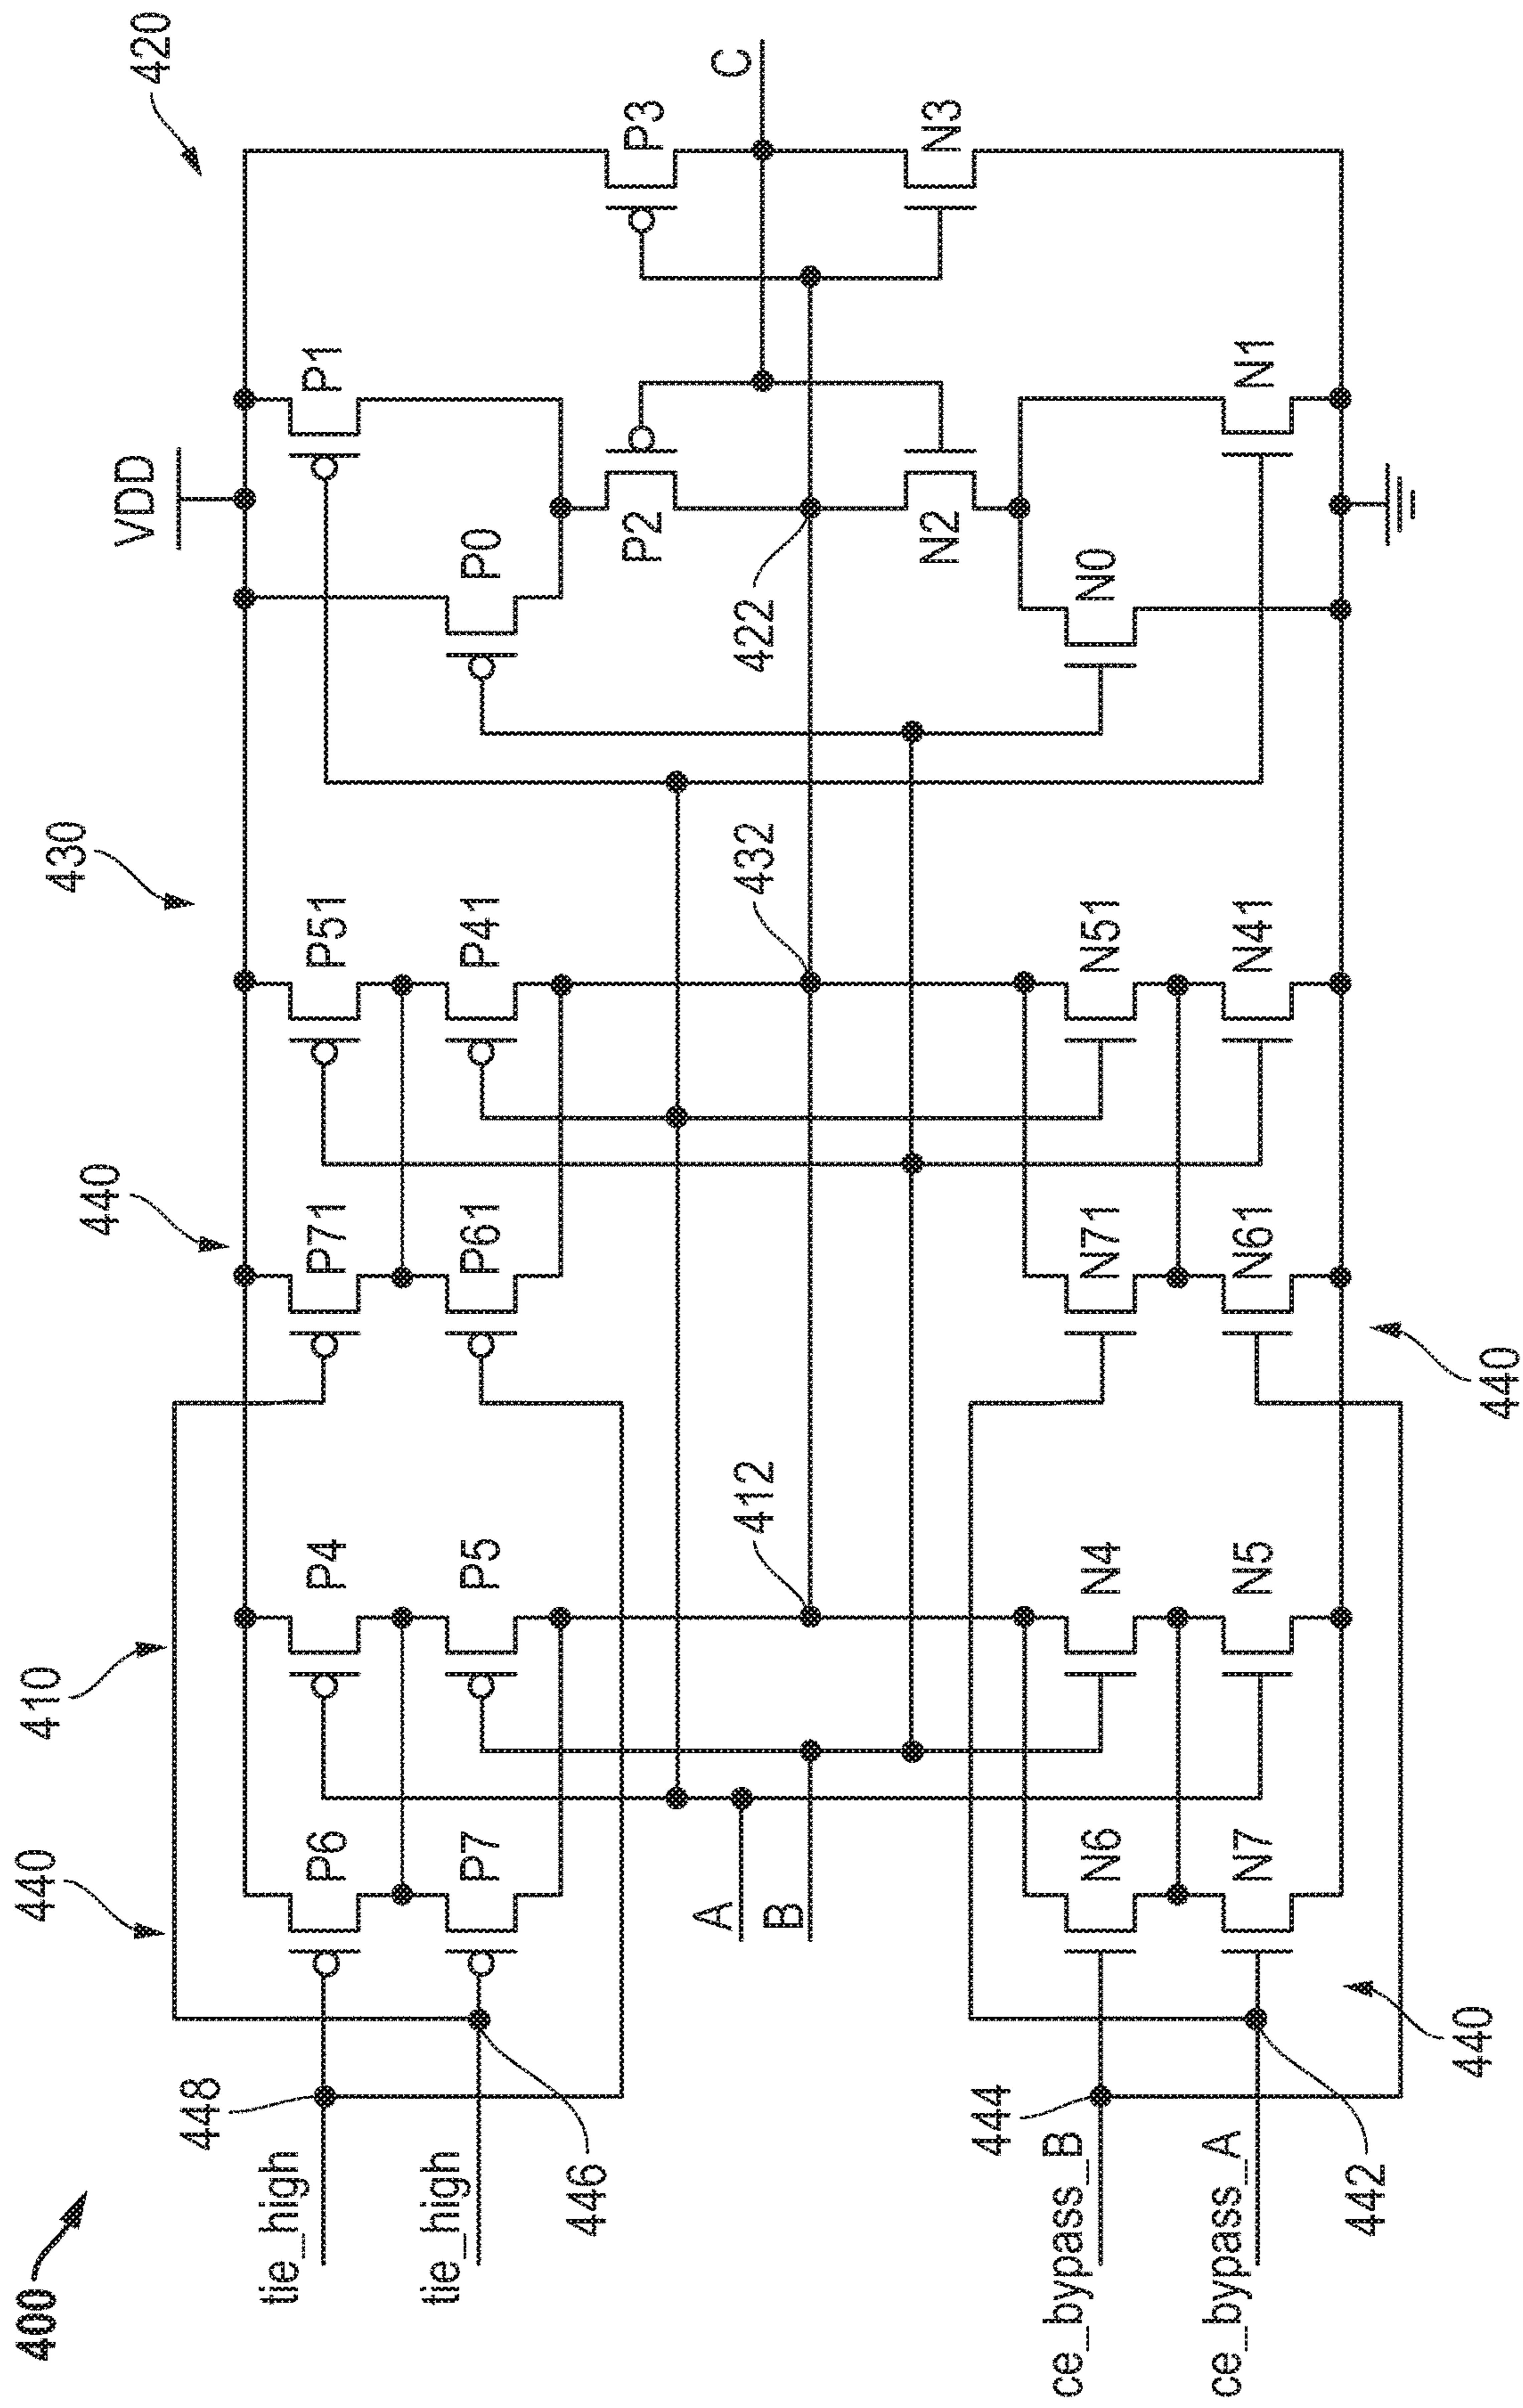 400
420
VDD
430
440
410
440
P1
P0
P3
C
P2
422
N2
N3
N0
N1
P51
P41
432
N51
N41
P71
P61
N71
N61
440
P4
P5
412
N4
N5
P6
P7
A
B
N6
N7
440
448
tie_high
tie_high
446
444
ce_bypass_B
ce_bypass_A
442